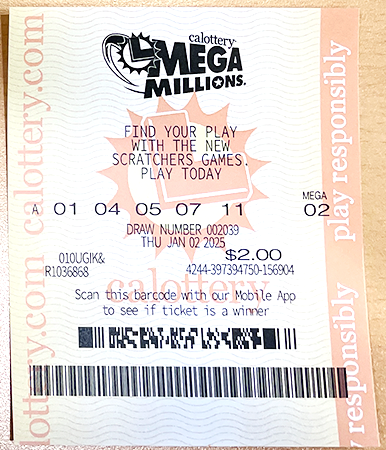 calottery
MEGA
MILLIONS
FIND YOUR PLAY
WITH THE NEW
SCRATCHERS GAMES.
PLAY TODAY
MEGA
A 01 04 05 07 11 02
DRAW NUMBER 002039
THU JAN 02 2025
$2.00
010UGIK&
R1036868 4244-397394750-156904
calottery
Scan this barcode with our Mobile App
to see if ticket is a winner
lottery.com calottery.com
play responsibly
responsibly